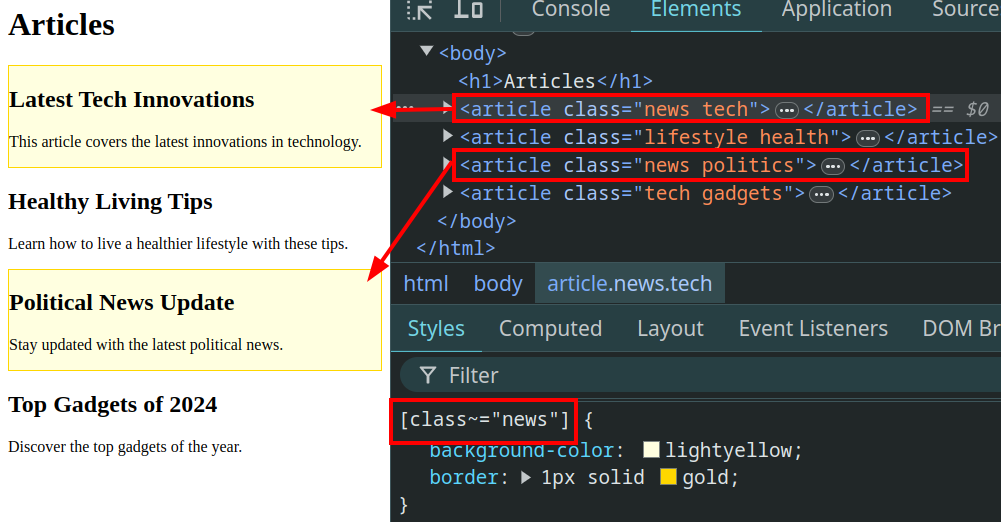 Articles
Latest Tech Innovations
This article covers the latest innovations in technology.
Healthy Living Tips
Learn how to live a healthier lifestyle with these tips.
Political News Update
Stay updated with the latest political news.
Top Gadgets of 2024
Discover the top gadgets of the year.
Console Elements Application Source
<body>
<h1>Articles</h1>
<article class="news tech"> ⋯ </article> == $0
<article class="lifestyle health"> ⋯ </article>
<article class="news politics"> ⋯ </article>
<article class="tech gadgets"> ⋯ </article>
</body>
</html>
html body article.news.tech
Styles Computed Layout Event Listeners DOM Br
Filter
[class~="news"] {
background-color: lightyellow;
border: 1px solid gold;
}